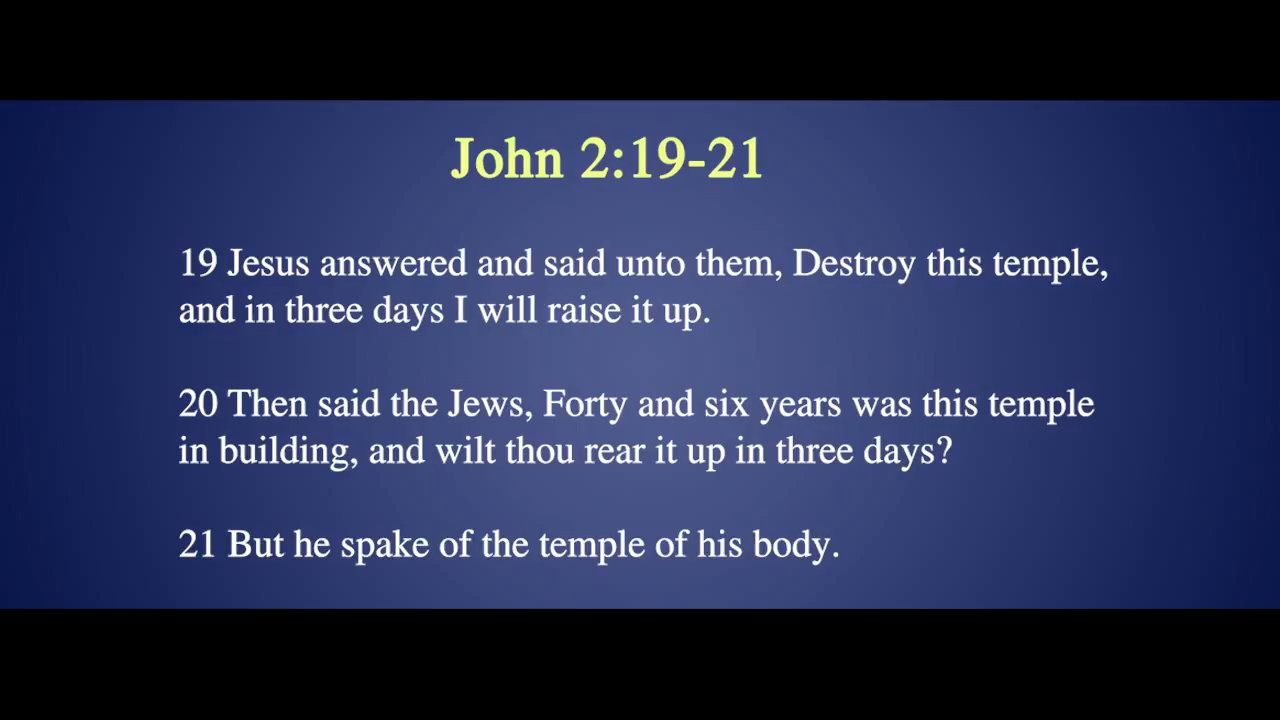 John 2:19-21
19 Jesus answered and said unto them, Destroy this temple,
and in three days I will raise it up.
20 Then said the Jews, Forty and six years was this temple
in building, and wilt thou rear it up in three days?
21 But he spake of the temple of his body.